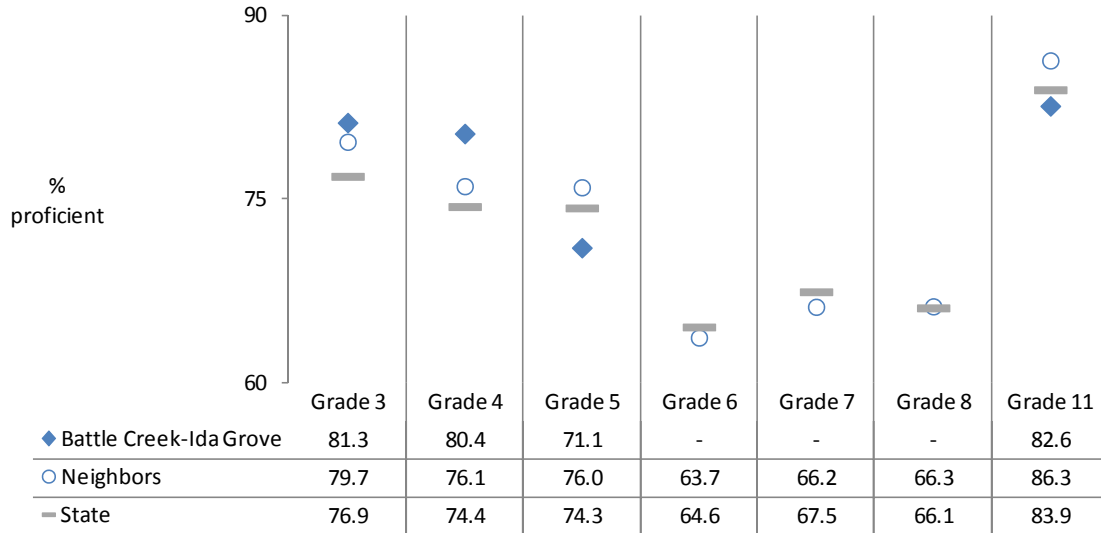 90
%
proficient
75
60
Grade 3 Grade 4 Grade 5 Grade 6 Grade 7 Grade 8 Grade 11
Battle Creek-Ida Grove 81.3 80.4 71.1 - - - 82.6
Neighbors 79.7 76.1 76.0 63.7 66.2 66.3 86.3
State 76.9 74.4 74.3 64.6 67.5 66.1 83.9